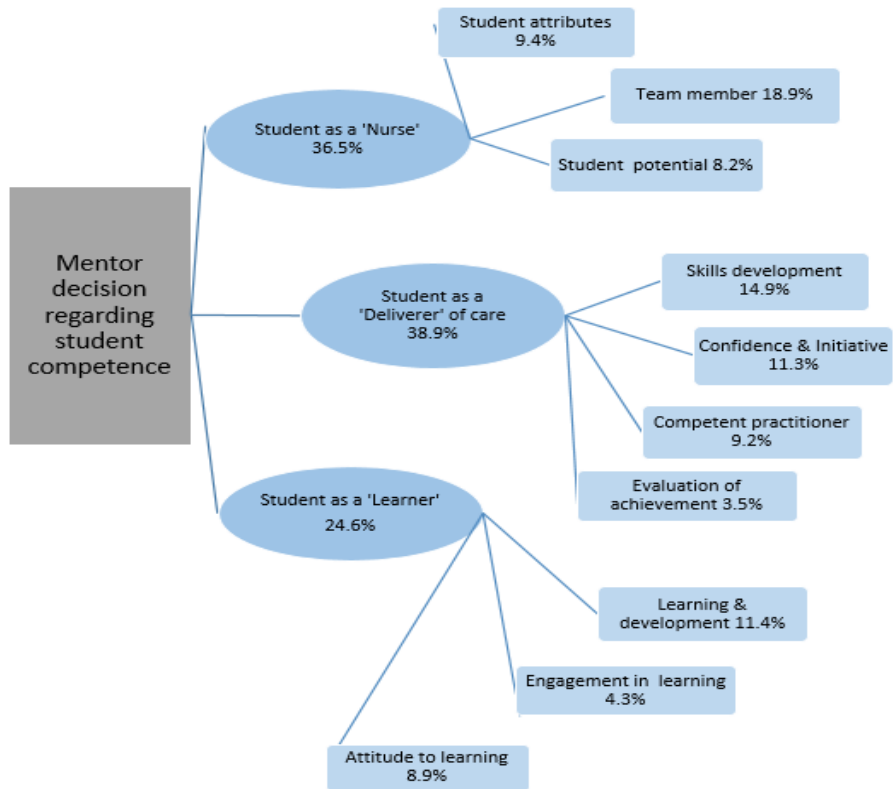 Mentor
decision
regarding
student
competence
Student as a 'Nurse'
36.5%
Student attributes
9.4%
Team member 18.9%
Student potential 8.2%
Student as a
'Deliverer' of care
38.9%
Skills development
14.9%
Confidence & Initiative
11.3%
Competent practitioner
9.2%
Evaluation of
achievement 3.5%
Student as a 'Learner'
24.6%
Learning &
development 11.4%
Engagement in learning
4.3%
Attitude to learning
8.9%